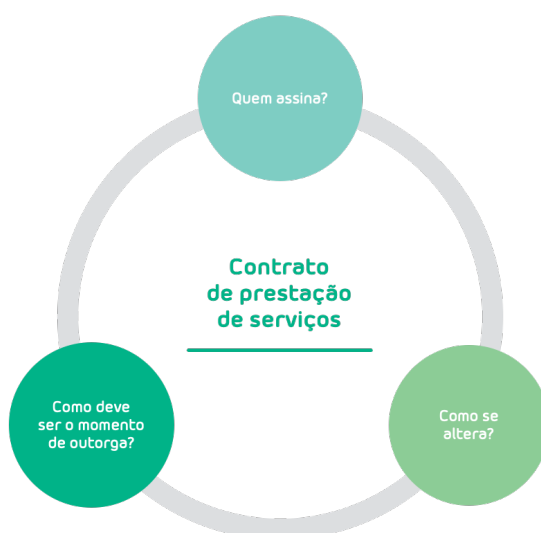 Quem assina?
Contrato
de prestação
de serviços
Como deve
ser o momento
de outorga?
Como se
altera?